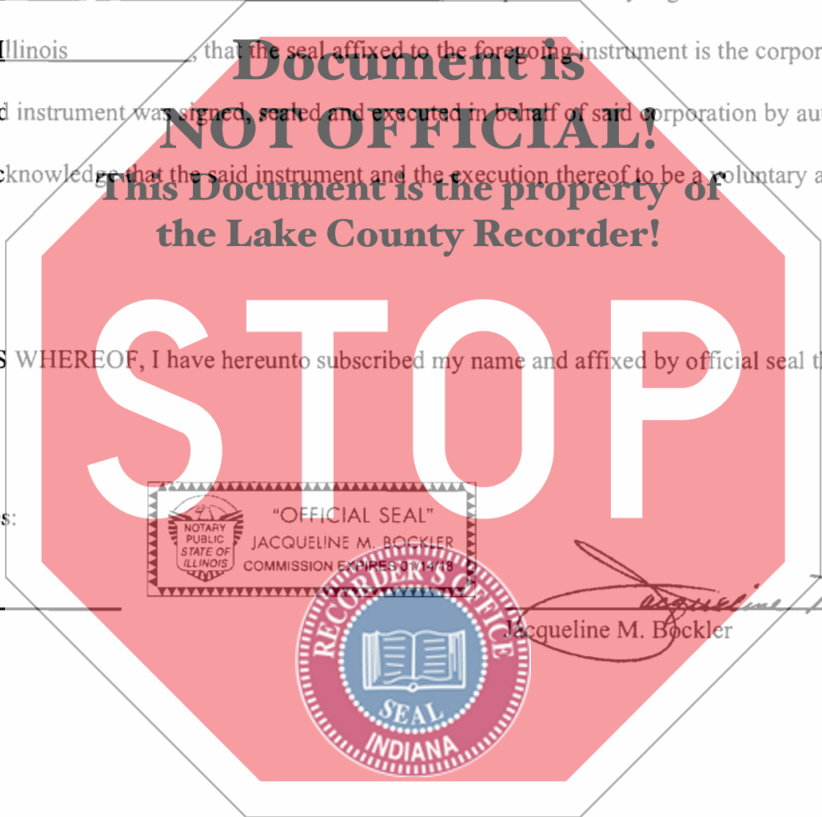 Illinois , that the seal affixed to the foregoing instrument is the corpor
Document is
d instrument was signed, sealed and executed in behalf of said corporation by aut
NOT OFFICIAL!
cknowledge that the said instrument and the execution thereof to be a voluntary a
This Document is the property of
the Lake County Recorder!
STOP
S WHEREOF, I have hereunto subscribed my name and affixed by official seal th
s:
NOTARY
PUBLIC
STATE OF
ILLINOIS
"OFFICIAL SEAL"
JACQUELINE M. BOCKLER
COMMISSION EXPIRES 01/14/18
RECORDER'S OFFICE
SEAL
INDIANA
Jacqueline
Jacqueline M. Bockler